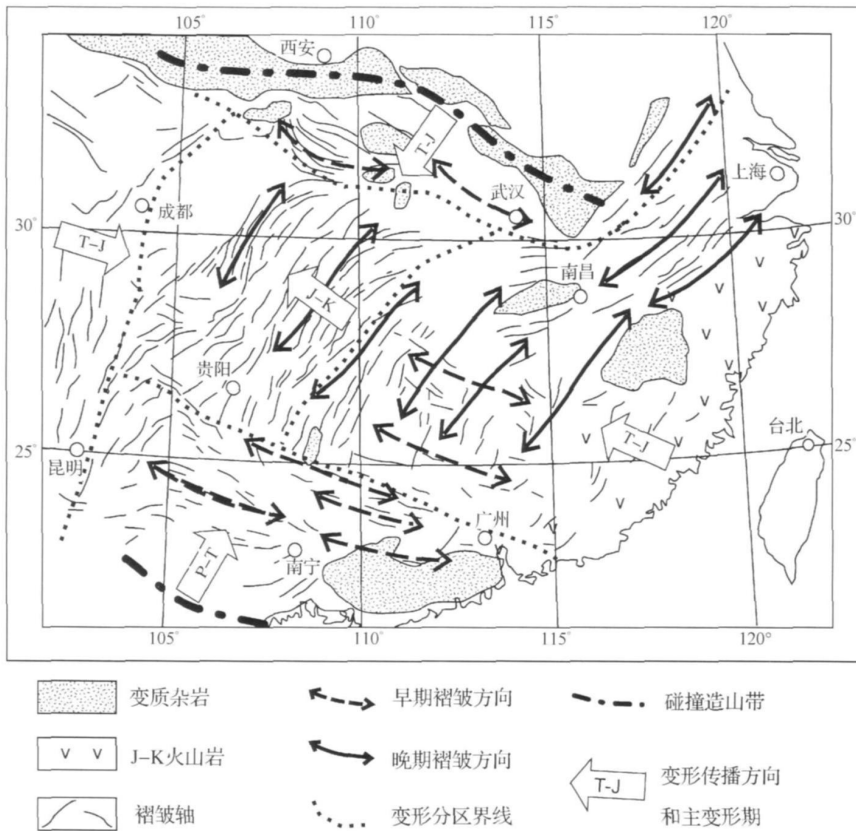 105° 110° 115° 120°
西安
T-J
武汉
上海
成都
30° 30°
T-J
南昌
J-K
贵阳
台北
25° 25°
T-J
昆明
广州
P-T
南宁
105° 110° 115° 120°
变质杂岩 早期褶皱方向 碰撞造山带
J-K火山岩 晚期褶皱方向 T-J 变形传播方向
褶皱轴 变形分区界线 和主变形期